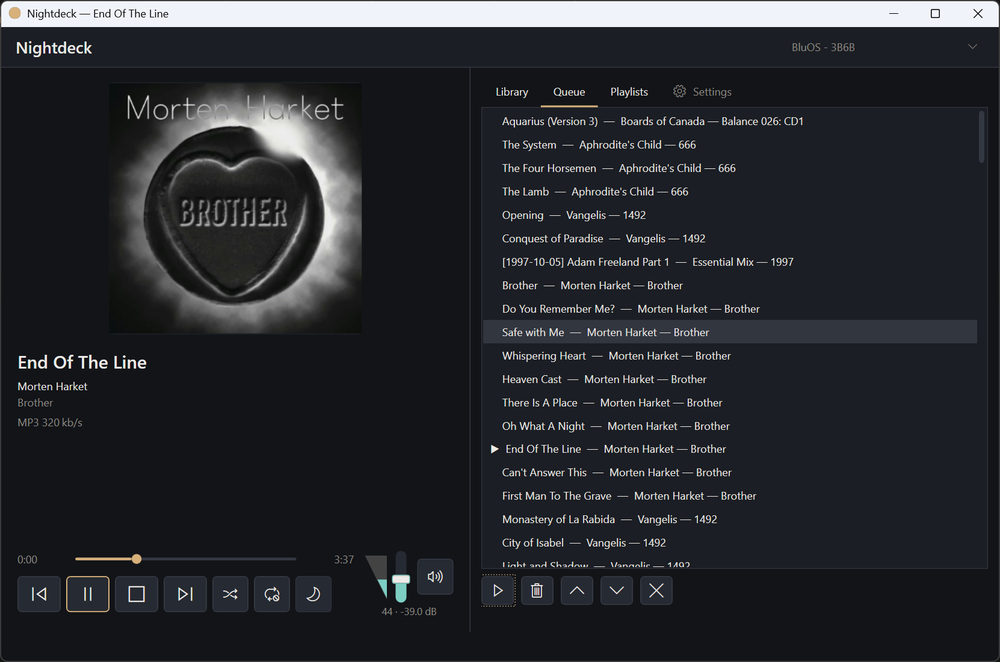 Nightdeck — End Of The Line
Nightdeck
BluOS - 3B6B
Morten Harket
BROTHER
End Of The Line
Morten Harket
Brother
MP3 320 kb/s
0:00
3:37
44 · -39.0 dB
Library Queue Playlists Settings
Aquarius (Version 3) — Boards of Canada — Balance 026: CD1
The System — Aphrodite's Child — 666
The Four Horsemen — Aphrodite's Child — 666
The Lamb — Aphrodite's Child — 666
Opening — Vangelis — 1492
Conquest of Paradise — Vangelis — 1492
[1997-10-05] Adam Freeland Part 1 — Essential Mix — 1997
Brother — Morten Harket — Brother
Do You Remember Me? — Morten Harket — Brother
Safe with Me — Morten Harket — Brother
Whispering Heart — Morten Harket — Brother
Heaven Cast — Morten Harket — Brother
There Is A Place — Morten Harket — Brother
Oh What A Night — Morten Harket — Brother
End Of The Line — Morten Harket — Brother
Can't Answer This — Morten Harket — Brother
First Man To The Grave — Morten Harket — Brother
Monastery of La Rabida — Vangelis — 1492
City of Isabel — Vangelis — 1492
Light and Shadow — Vangelis — 1492